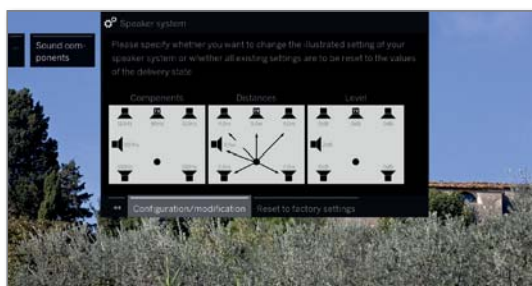 Speaker system
Sound com-
ponents
Please specify whether you want to change the illustrated setting of your
speaker system or whether all existing settings are to be reset to the values
of the delivery state.
Components Distances Level
Configuration/modification Reset to factory settings